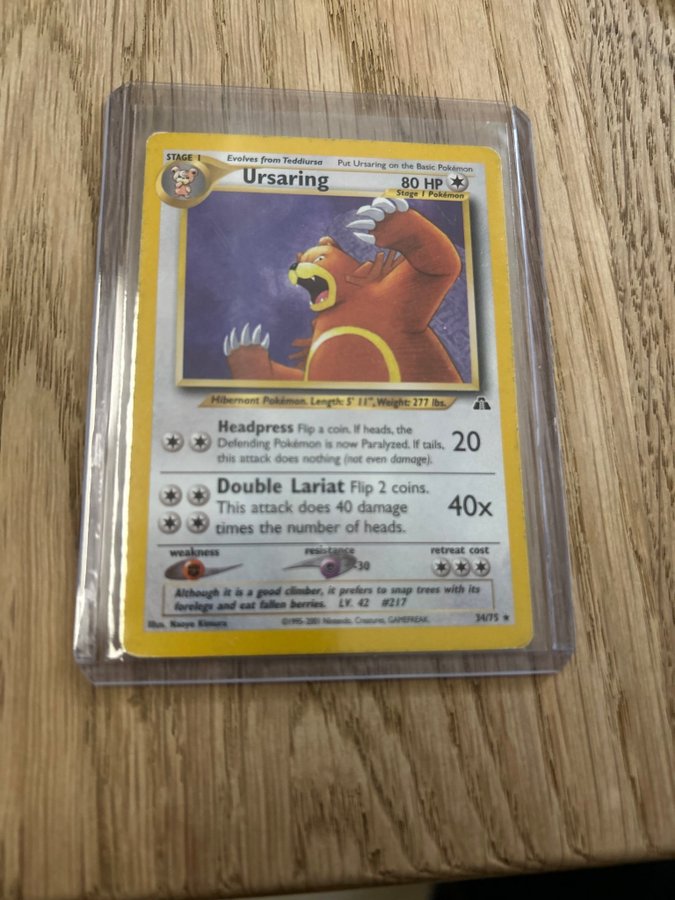 STAGE 1 Evolves from Teddiursa Put Ursaring on the Basic Pokémon
Ursaring 80 HP
Stage 1 Pokémon
Hibernant Pokémon. Length: 5' 11", Weight: 277 lbs.
Headpress Flip a coin. If heads, the
Defending Pokémon is now Paralyzed. If tails, 20
this attack does nothing (not even damage).
Double Lariat Flip 2 coins.
This attack does 40 damage 40x
times the number of heads.
weakness resistance retreat cost
-30
Although it is a good climber, it prefers to snap trees with its
forelegs and eat fallen berries. LV. 42 #217
Illus. Naoyo Kimura ©1995-2001 Nintendo, Creatures, GAMEFREAK. 34/75 ★